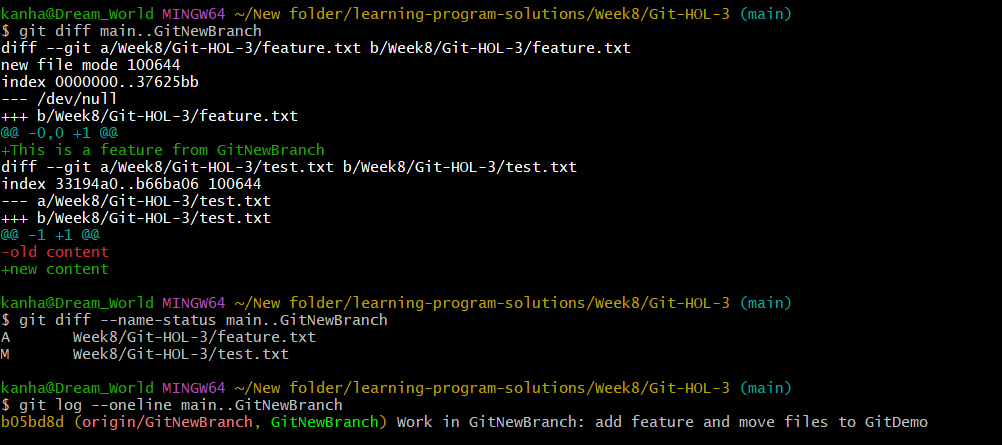 kanha@Dream_World MINGW64 ~/New folder/learning-program-solutions/Week8/Git-HOL-3 (main)
$ git diff main..GitNewBranch
diff --git a/Week8/Git-HOL-3/feature.txt b/Week8/Git-HOL-3/feature.txt
new file mode 100644
index 0000000..37625bb
--- /dev/null
+++ b/Week8/Git-HOL-3/feature.txt
@@ -0,0 +1 @@
+This is a feature from GitNewBranch
diff --git a/Week8/Git-HOL-3/test.txt b/Week8/Git-HOL-3/test.txt
index 33194a0..b66ba06 100644
--- a/Week8/Git-HOL-3/test.txt
+++ b/Week8/Git-HOL-3/test.txt
@@ -1 +1 @@
-old content
+new content
kanha@Dream_World MINGW64 ~/New folder/learning-program-solutions/Week8/Git-HOL-3 (main)
$ git diff --name-status main..GitNewBranch
A       Week8/Git-HOL-3/feature.txt
M       Week8/Git-HOL-3/test.txt
kanha@Dream_World MINGW64 ~/New folder/learning-program-solutions/Week8/Git-HOL-3 (main)
$ git log --oneline main..GitNewBranch
b05bd8d (origin/GitNewBranch, GitNewBranch) Work in GitNewBranch: add feature and move files to GitDemo